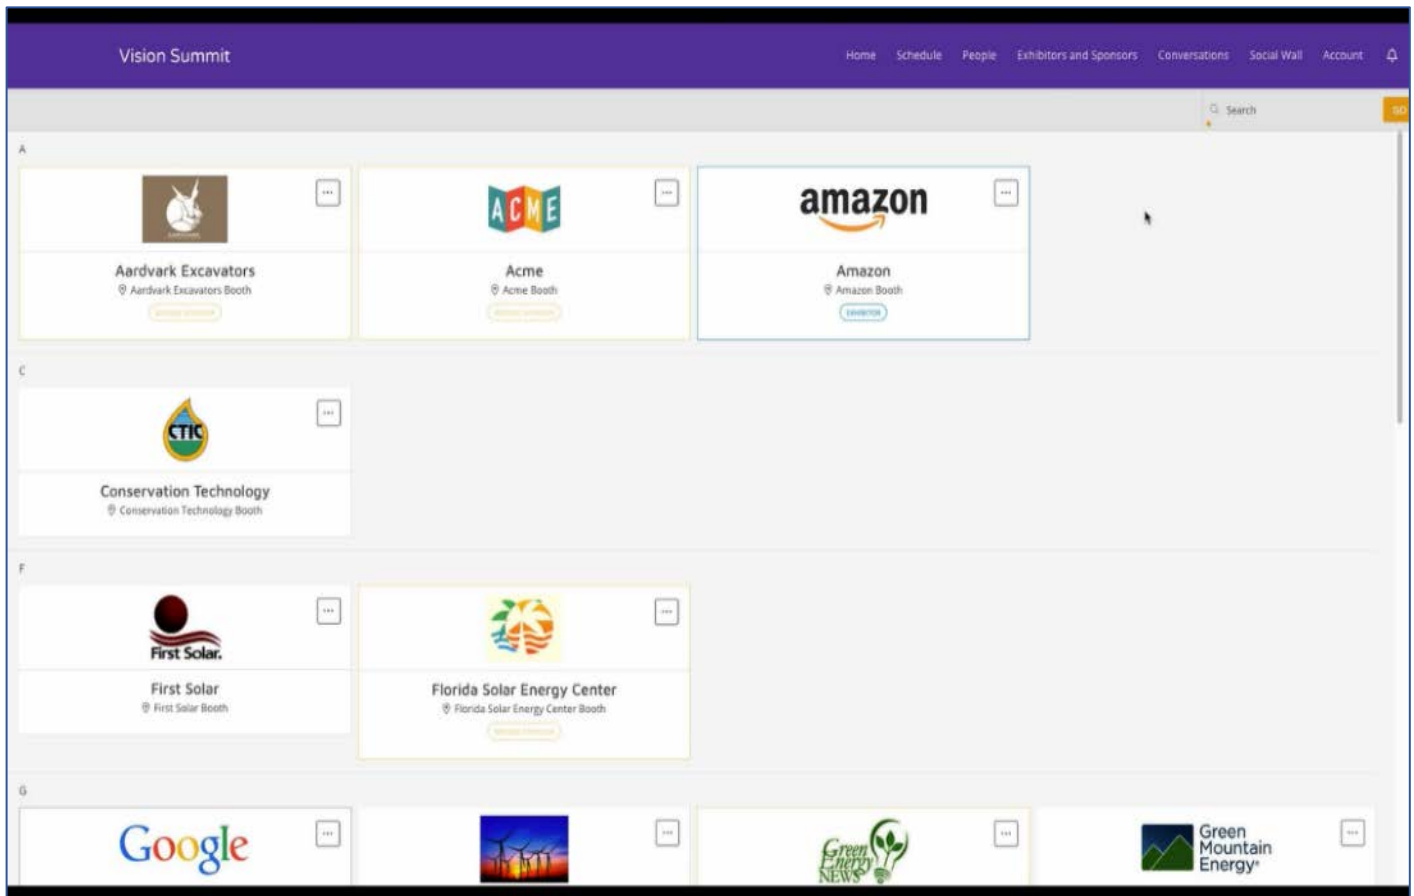 Vision Summit
Home Schedule People Exhibitors and Sponsors Conversations Social Wall Account
Search GO
A
ACME
amazon
Aardvark Excavators
Acme
Amazon
Aardvark Excavators Booth
Acme Booth
Amazon Booth
EXHIBITOR
C
CTIC
Conservation Technology
Conservation Technology Booth
F
First Solar.
First Solar
Florida Solar Energy Center
First Solar Booth
Florida Solar Energy Center Booth
G
Google
Green Energy NEWS
Green Mountain Energy